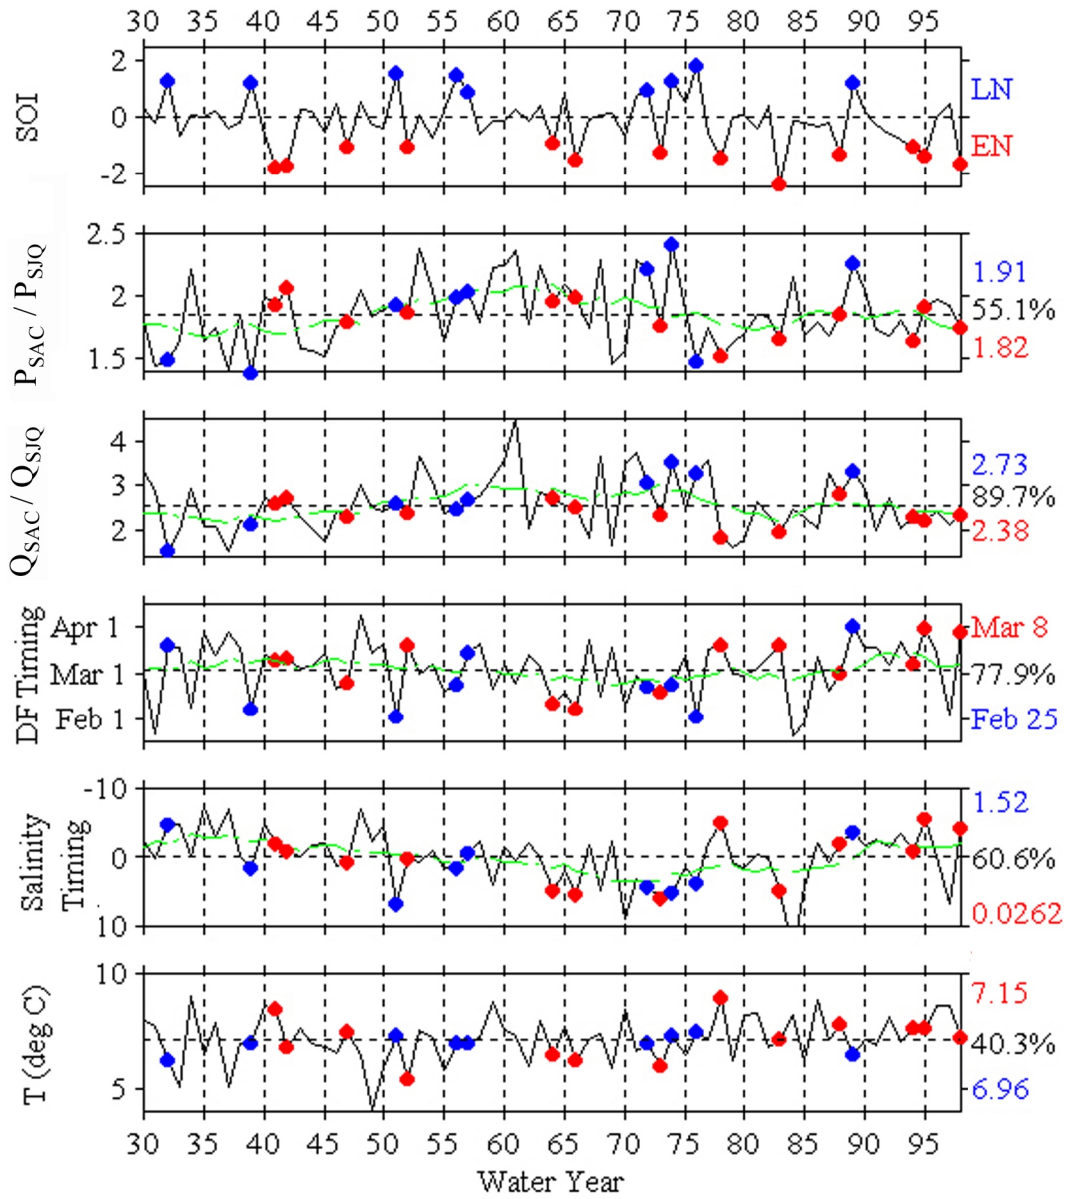 30 35 40 45 50 55 60 65 70 75 80 85 90 95
SOI
2
0
-2
LN
EN
P_SAC / P_SJQ
2.5
2
1.5
1.91
55.1%
1.82
Q_SAC / Q_SJQ
4
3
2
2.73
89.7%
2.38
DF Timing
Apr 1
Mar 1
Feb 1
Mar 8
77.9%
Feb 25
Salinity
Timing
-10
0
10
1.52
60.6%
0.0262
T (deg C)
10
5
7.15
40.3%
6.96
30 35 40 45 50 55 60 65 70 75 80 85 90 95
Water Year